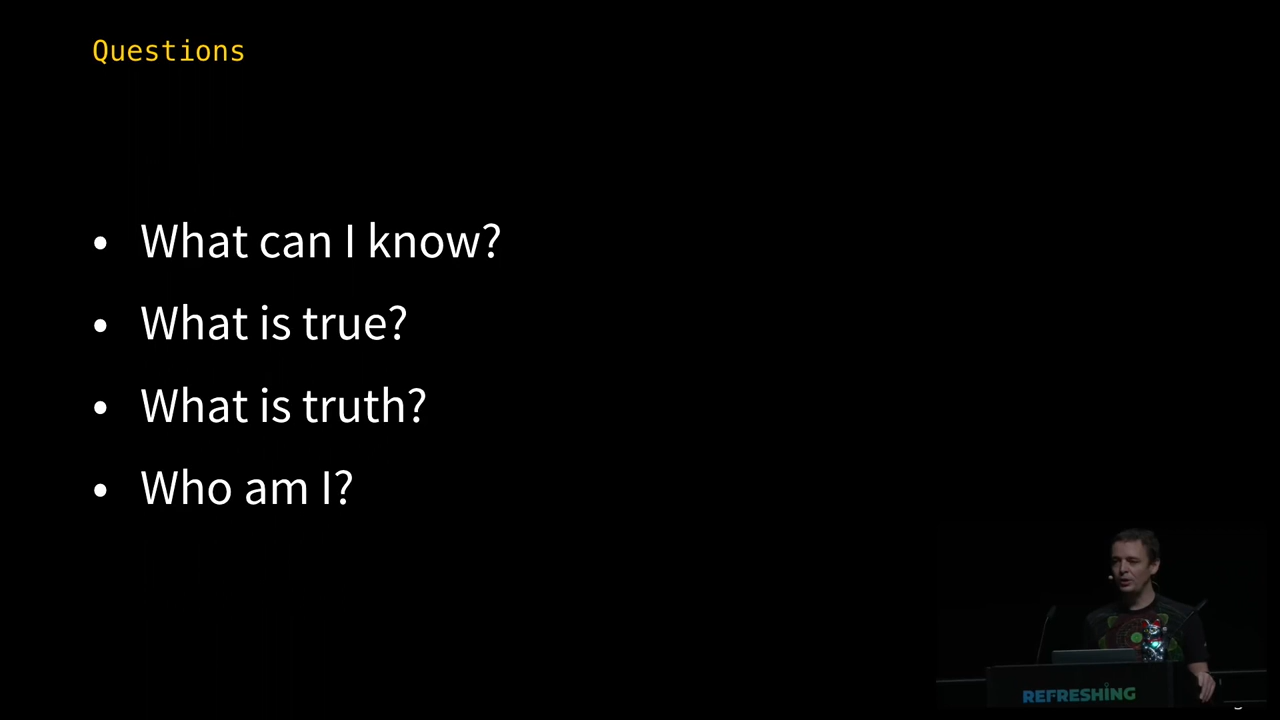 Questions
• What can I know?
• What is true?
• What is truth?
• Who am I?
REFRESHING